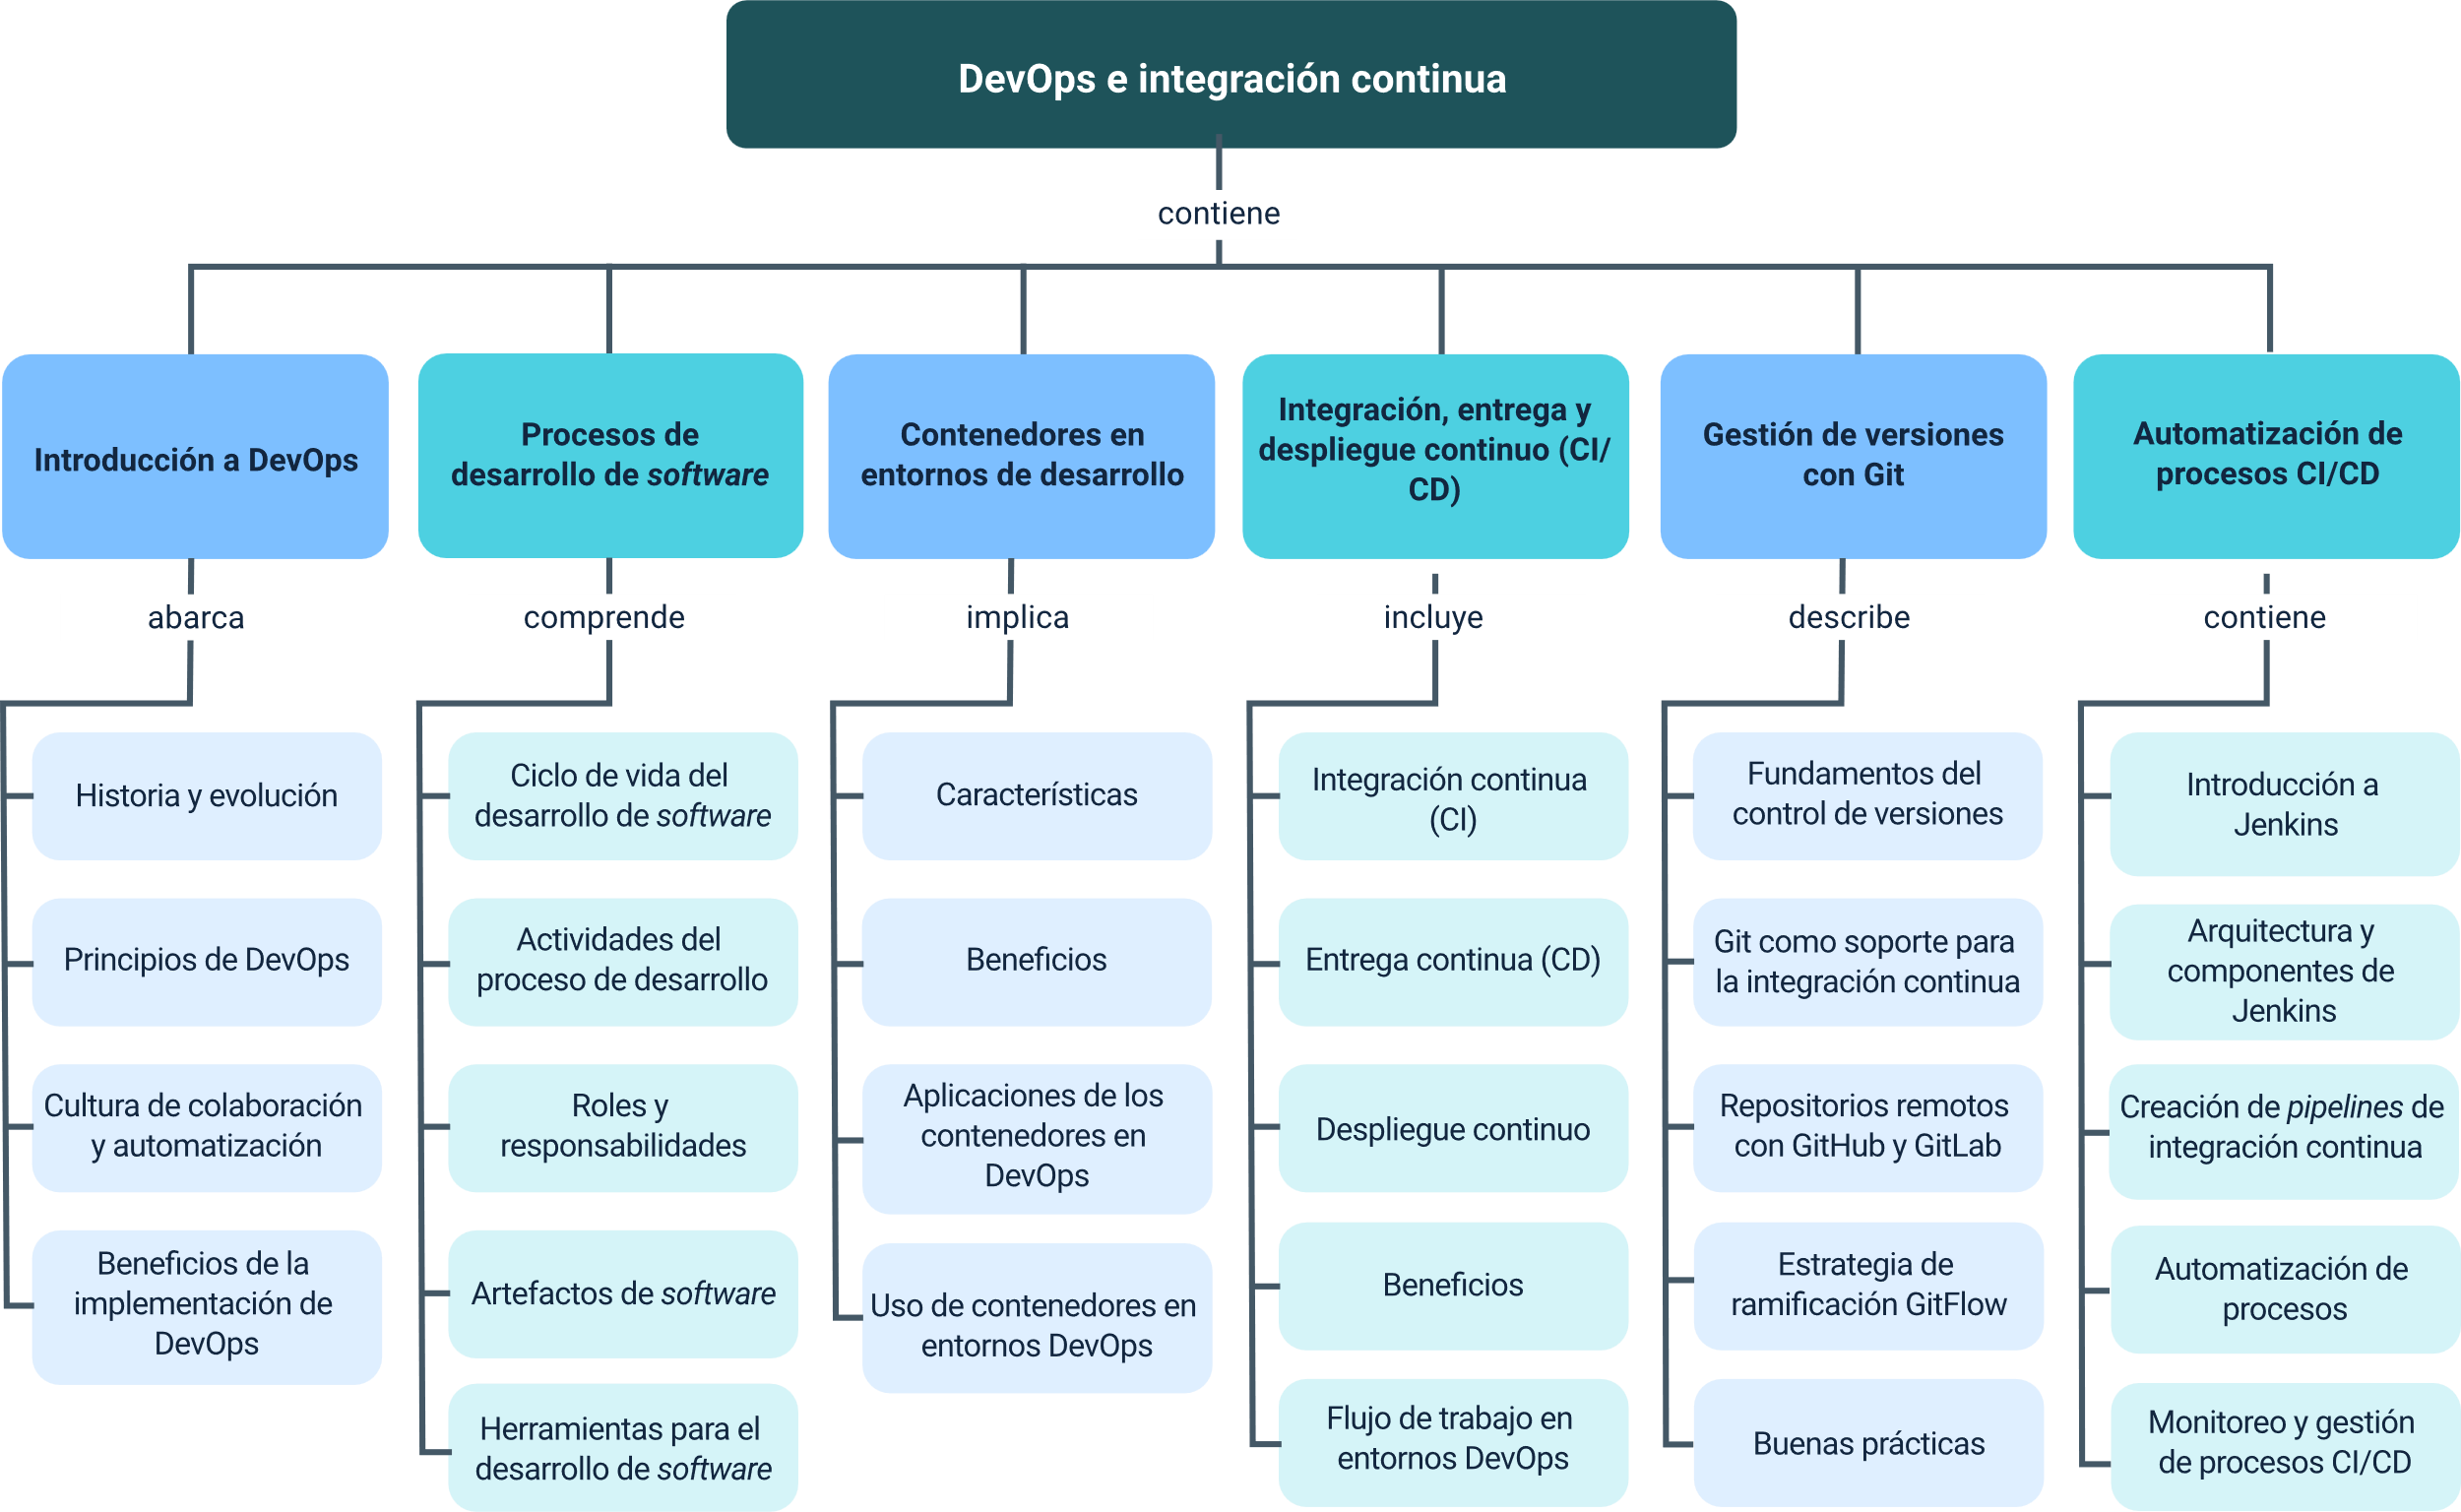 DevOps e integración continua
contiene
Introducción a DevOps
abarca
Historia y evolución
Principios de DevOps
Cultura de colaboración
y automatización
Beneficios de la
implementación de
DevOps
Procesos de
desarrollo de software
comprende
Ciclo de vida del
desarrollo de software
Actividades del
proceso de desarrollo
Roles y
responsabilidades
Artefactos de software
Herramientas para el
desarrollo de software
Contenedores en
entornos de desarrollo
implica
Características
Beneficios
Aplicaciones de los
contenedores en
DevOps
Uso de contenedores en
entornos DevOps
Integración, entrega y
despliegue continuo (CI/
CD)
incluye
Integración continua
(CI)
Entrega continua (CD)
Despliegue continuo
Beneficios
Flujo de trabajo en
entornos DevOps
Gestión de versiones
con Git
describe
Fundamentos del
control de versiones
Git como soporte para
la integración continua
Repositorios remotos
con GitHub y GitLab
Estrategia de
ramificación GitFlow
Buenas prácticas
Automatización de
procesos CI/CD
contiene
Introducción a
Jenkins
Arquitectura y
componentes de
Jenkins
Creación de pipelines de
integración continua
Automatización de
procesos
Monitoreo y gestión
de procesos CI/CD